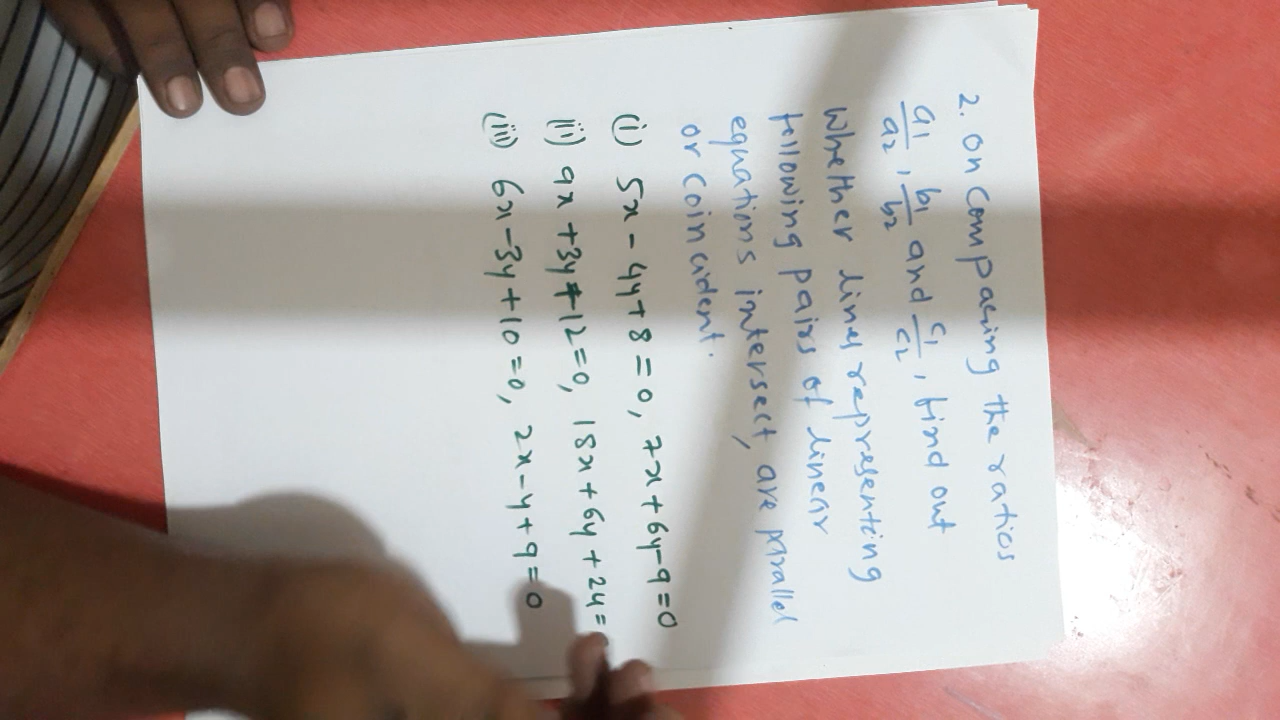 2. on comparing the ratios
a1/a2, b1/b2 and c1/c2, find out
Whether lines representing
following pairs of linear
equations intersect, are parallel
or coincident.
(i) 5x - 4y + 8 = 0, 7x + 6y - 9 = 0
(ii) 9x + 3y + 12 = 0, 18x + 6y + 24 =
(iii) 6x - 3y + 10 = 0, 2x - y + 9 = 0